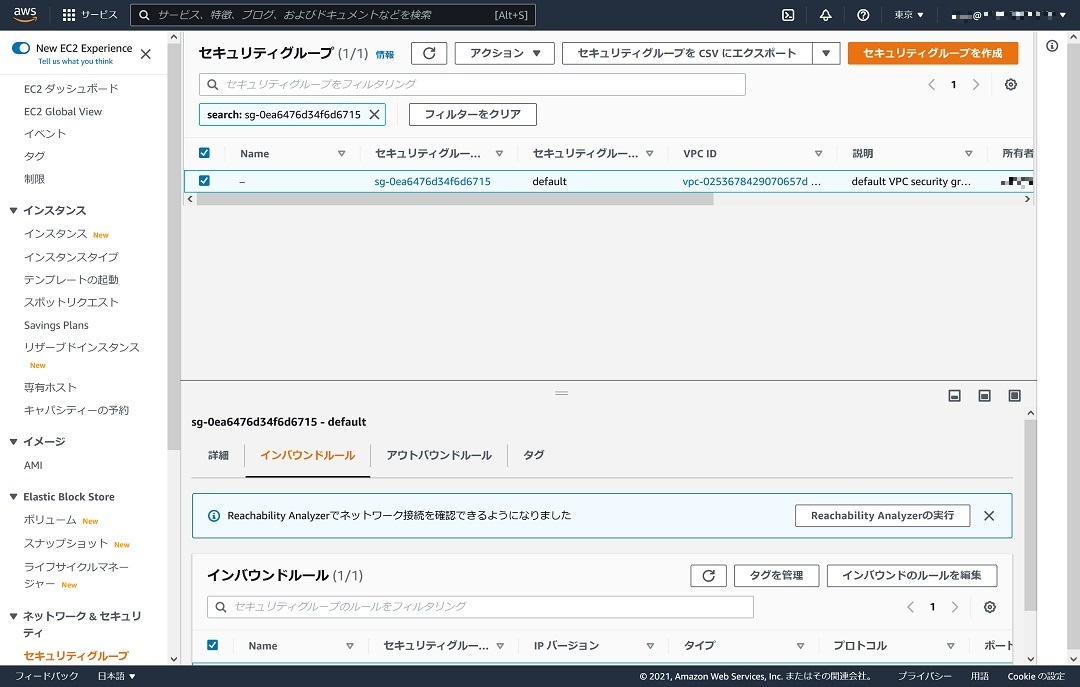 aws
サービス
サービス、特徴、ブログ、およびドキュメントなどを検索
[Alt+S]
東京 ▼
New EC2 Experience
Tell us what you think
EC2 ダッシュボード
EC2 Global View
イベント
タグ
制限
インスタンス
インスタンス New
インスタンスタイプ
テンプレートの起動
スポットリクエスト
Savings Plans
リザーブドインスタンス
New
専有ホスト
キャパシティーの予約
イメージ
AMI
Elastic Block Store
ボリューム New
スナップショット New
ライフサイクルマネー
ジャー New
ネットワーク & セキュリ
ティ
セキュリティグループ
セキュリティグループ (1/1) 情報
アクション ▼
セキュリティグループを CSV にエクスポート
セキュリティグループを作成
セキュリティグループをフィルタリング
1
search: sg-0ea6476d34f6d6715
フィルターをクリア
Name
セキュリティグルー...
セキュリティグルー...
VPC ID
説明
所有者
–
sg-0ea6476d34f6d6715
default
vpc-0253678429070657d ...
default VPC security gr...
sg-0ea6476d34f6d6715 - default
詳細
インバウンドルール
アウトバウンドルール
タグ
Reachability Analyzerでネットワーク接続を確認できるようになりました
Reachability Analyzerの実行
インバウンドルール (1/1)
タグを管理
インバウンドのルールを編集
セキュリティグループのルールをフィルタリング
1
Name
セキュリティグルー...
IP バージョン
タイプ
プロトコル
ポート
フィードバック
日本語 ▼
© 2021, Amazon Web Services, Inc. またはその関連会社。
プライバシー
用語
Cookie の設定